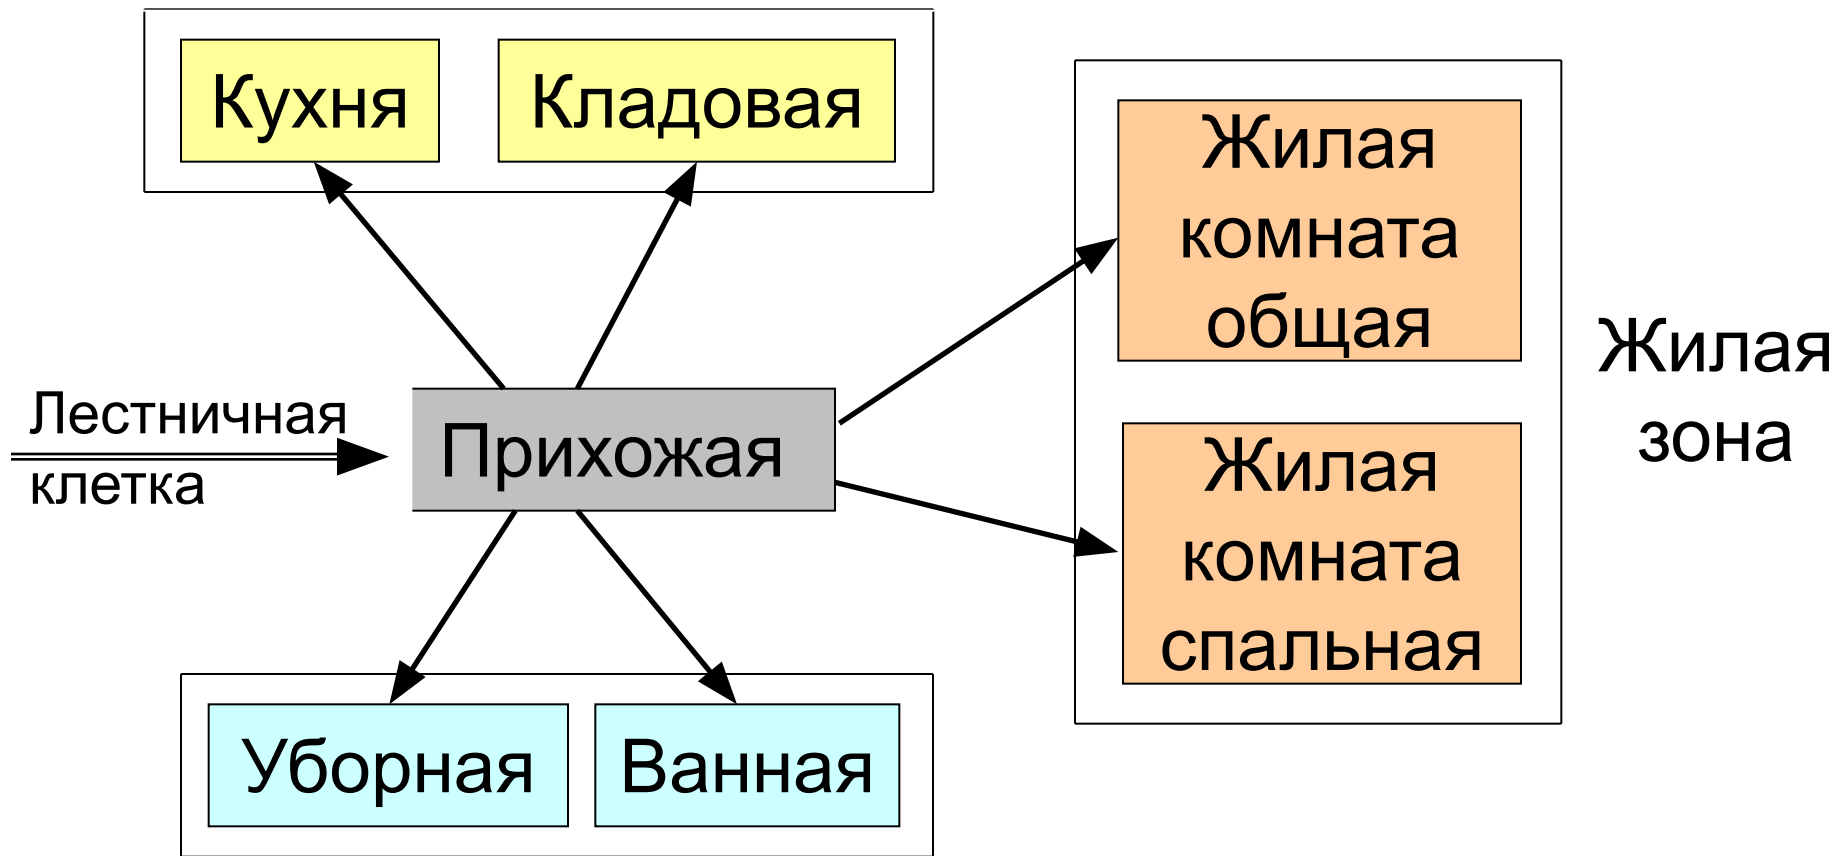 Кухня
Кладовая
Жилая
комната
общая
Жилая
зона
Лестничная
клетка
Прихожая
Жилая
комната
спальная
Уборная
Ванная